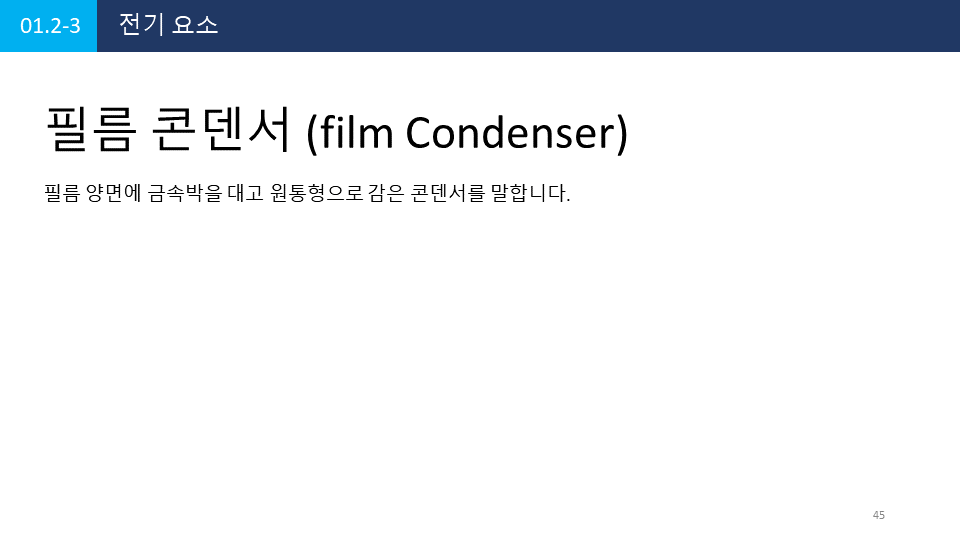 01.2-3 전기 요소
필름 콘덴서 (film Condenser)
필름 양면에 금속박을 대고 원통형으로 감은 콘덴서를 말합니다.
45